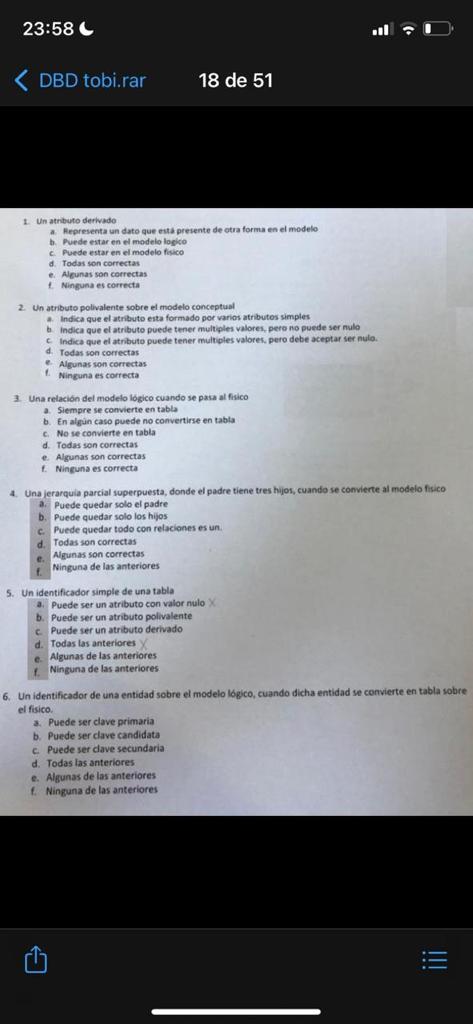 23:58
DBD tobi.rar
18 de 51
1. Un atributo derivado
a. Representa un dato que está presente de otra forma en el modelo
b. Puede estar en el modelo logico
c. Puede estar en el modelo fisico
d. Todas son correctas
e. Algunas son correctas
f. Ninguna es correcta
2. Un atributo polivalente sobre el modelo conceptual
a. Indica que el atributo esta formado por varios atributos simples
b. Indica que el atributo puede tener multiples valores, pero no puede ser nulo
c. Indica que el atributo puede tener multiples valores, pero debe aceptar ser nulo.
d. Todas son correctas
e. Algunas son correctas
f. Ninguna es correcta
3. Una relación del modelo lógico cuando se pasa al fisico
a. Siempre se convierte en tabla
b. En algún caso puede no convertirse en tabla
c. No se convierte en tabla
d. Todas son correctas
e. Algunas son correctas
f. Ninguna es correcta
4. Una jerarquía parcial superpuesta, donde el padre tiene tres hijos, cuando se convierte al modelo fisico
a. Puede quedar solo el padre
b. Puede quedar solo los hijos
c. Puede quedar todo con relaciones es un.
d. Todas son correctas
e. Algunas son correctas
f. Ninguna de las anteriores
5. Un identificador simple de una tabla
a. Puede ser un atributo con valor nulo X
b. Puede ser un atributo polivalente
c. Puede ser un atributo derivado
d. Todas las anteriores X
e. Algunas de las anteriores
f. Ninguna de las anteriores
6. Un identificador de una entidad sobre el modelo lógico, cuando dicha entidad se convierte en tabla sobre
el fisico.
a. Puede ser clave primaria
b. Puede ser clave candidata
c. Puede ser clave secundaria
d. Todas las anteriores
e. Algunas de las anteriores
f. Ninguna de las anteriores